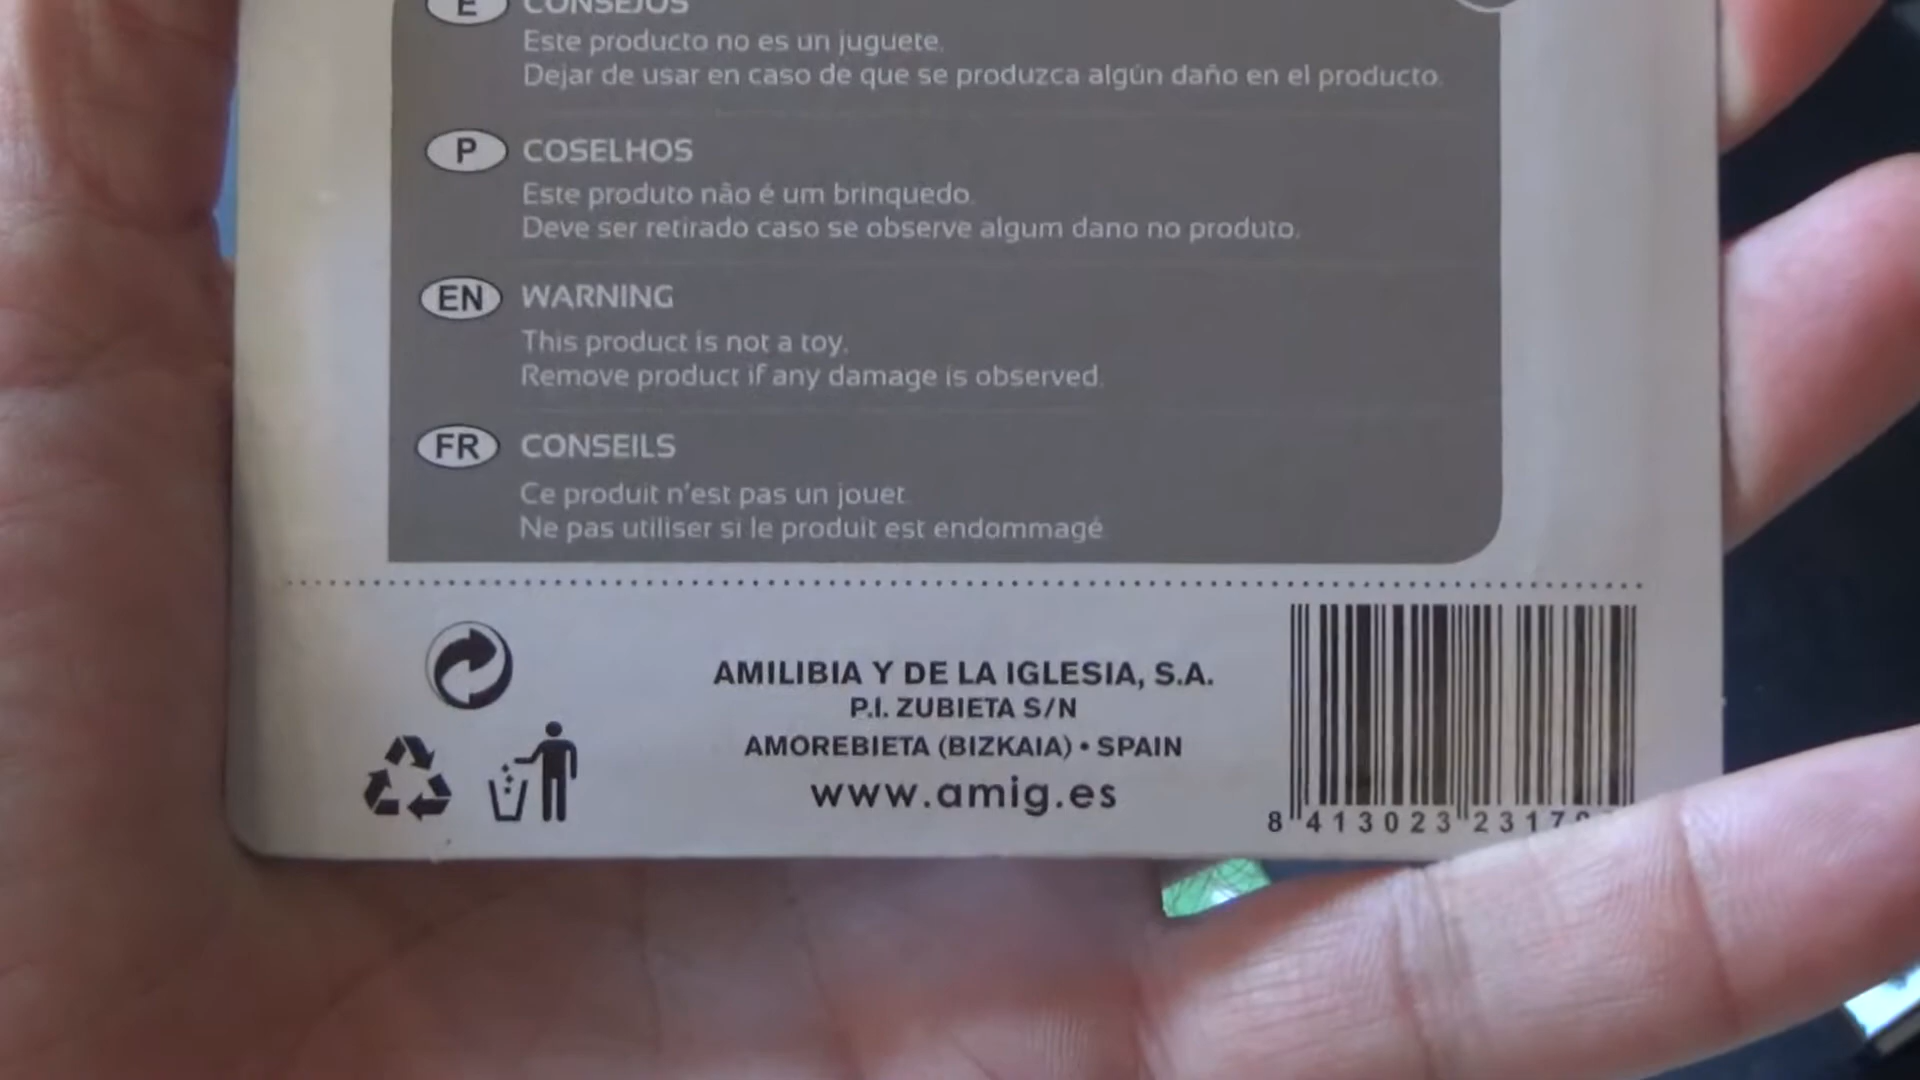 E CONSEJOS
Este producto no es un juguete.
Dejar de usar en caso de que se produzca algún daño en el producto.
P COSELHOS
Este produto não é um brinquedo.
Deve ser retirado caso se observe algum dano no produto.
EN WARNING
This product is not a toy.
Remove product if any damage is observed.
FR CONSEILS
Ce produit n'est pas un jouet
Ne pas utiliser si le produit est endommagé
AMILIBIA Y DE LA IGLESIA, S.A.
P.I. ZUBIETA S/N
AMOREBIETA (BIZKAIA) • SPAIN
www.amig.es
8 413023 2317